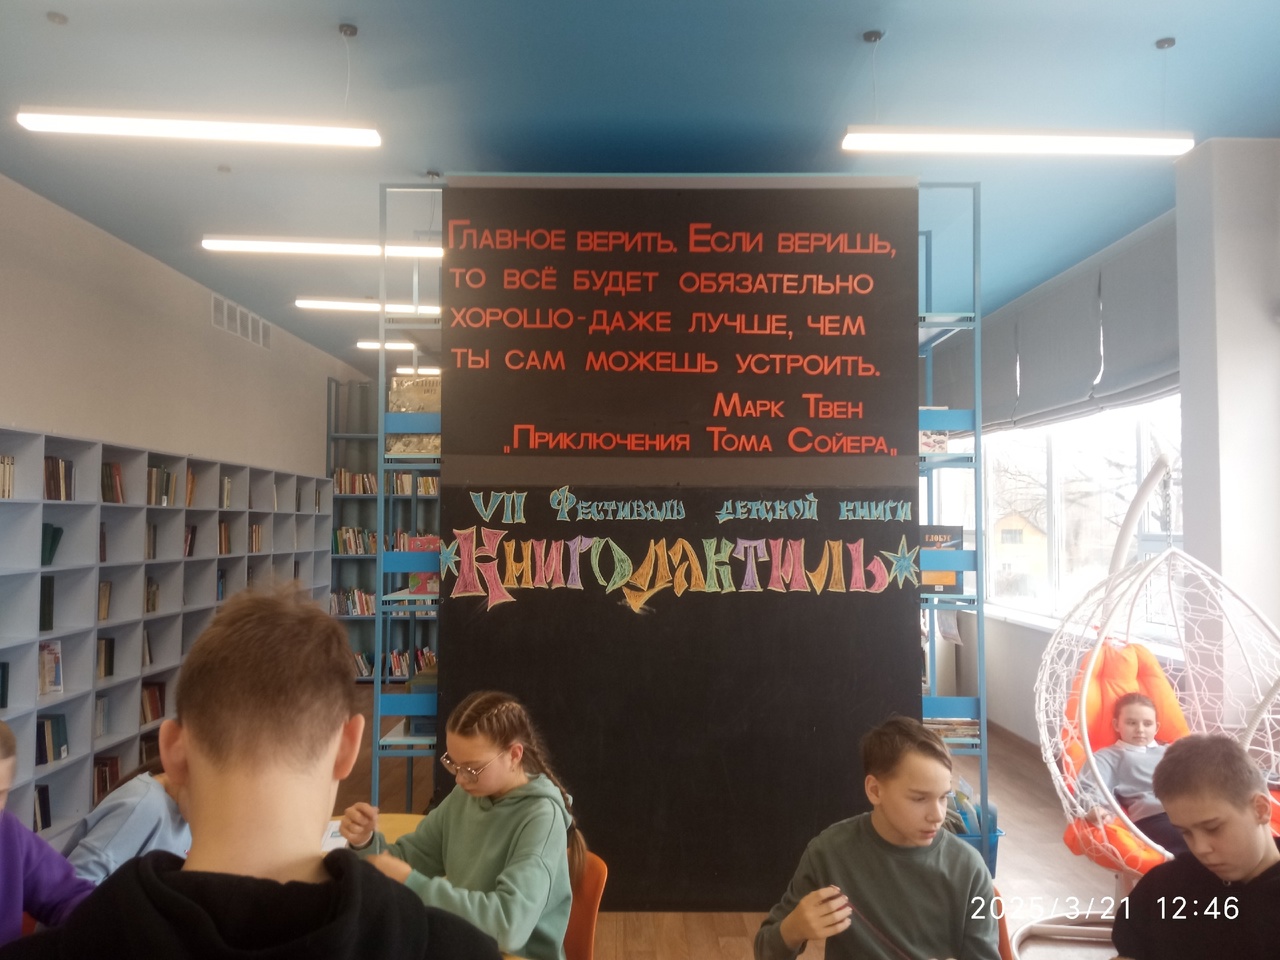 Главное верить. Если веришь,
то всё будет обязательно
хорошо-даже лучше, чем
ты сам можешь устроить.
Марк Твен
„Приключения Тома Сойера„
VII Фестиваль детской книги
Книгодактиль
ГЛОБУС
2025/3/21 12:46